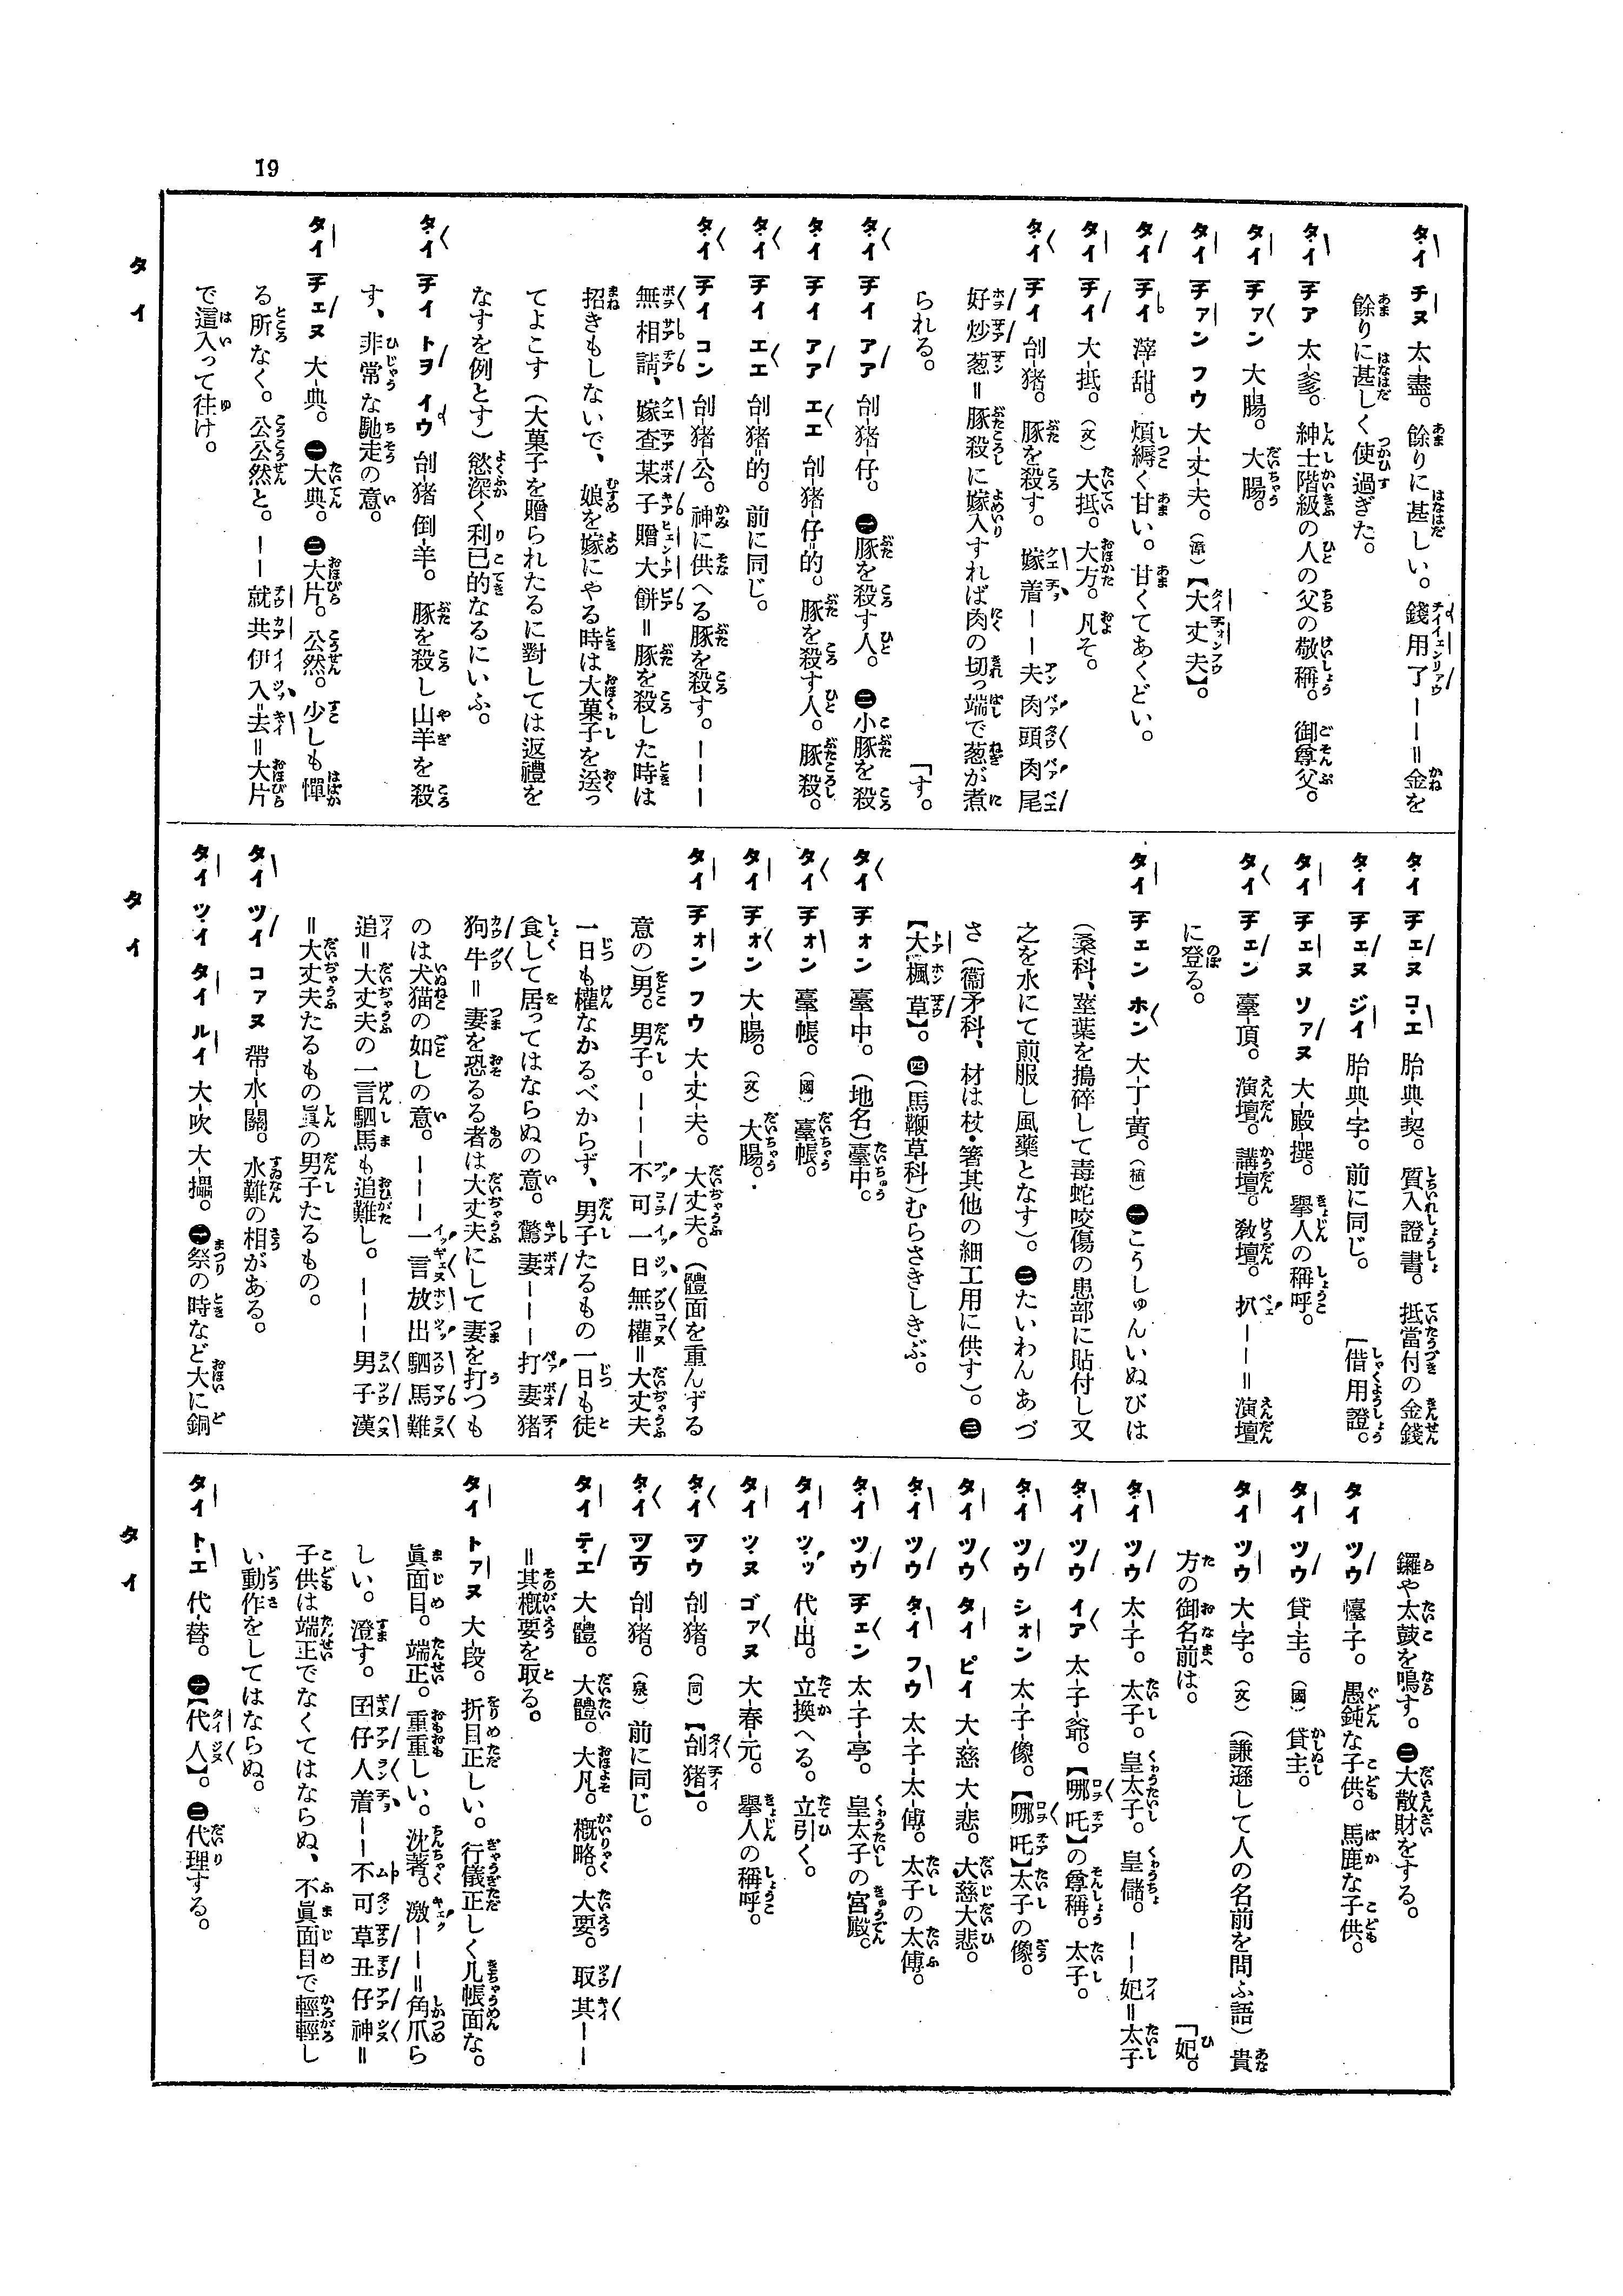 19
タイ チヌ 太-盡。餘りに甚しい。錢用了――=金を
餘りに甚しく使過ぎた。
タイ チア 太-爹。紳士階級の人の父の敬稱。御尊父。
タイ チァン 大-腸。大腸。
タイ チァン フウ 大-丈-夫。(漳)【大丈夫】。
タイ チィ 滓-甜。煩縟く甘い。甘くてあくどい。
タイ チィ 大-抵。(文)大抵。大方。凡そ。
タイ チイ 刣猪。豚を殺す。嫁着――夫肉頭肉尾
好炒葱=豚殺に嫁入すれば肉の切っ端で葱が煮
られる。 「す。
タイ チイ アア 刣-猪-仔。㊀豚を殺す人。㊁小豚を殺
タイ チイ アア エエ 刣-猪-仔-的。豚を殺す人。豚殺。
タイ チイ エエ 刣-猪-的。前に同じ。
タイ チイ コン 刣-猪-公。神に供へる豚を殺す。―――
無相請、嫁查某子贈大餅=豚を殺した時は
招きもしないで、娘を嫁にやる時は大菓子を送っ
てよこす(大菓子を贈られたるに對しては返禮を
なすを例とす)慾深く利已的なるにいふ。
タイ チイ トヲ イウ 刣-猪 倒-羊。豚を殺し山羊を殺
す、非常な馳走の意。
タイ チェヌ 大-典。㊀大典。㊁大片。公然。少しも憚
る所なく。公公然と。――就共伊入=去=大片
で這入って往け。
タイ チェヌ コエ 胎-典-契。質入證書。抵當付の金錢
タイ チェヌ ジイ 胎-典-字。前に同じ。 「借用證。
タイ チェヌ ソァヌ 大-殿-撰。擧人の稱呼。
タイ チェン 臺-頂。演壇。講壇。敎壇。䟕――=演壇
に登る。
タイ チェン ホン 大-丁-黄。(植)㊀こうしゅんいぬびは
(桑科、莖葉を搗碎して毒蛇咬傷の患部に貼付し又
之を水にて煎服し風藥となす)。㊁たいわんあづ
さ(衞矛科、材は杖・箸其他の細工用に供す)。㊂
【大楓草】。㊃(馬鞭草科)むらさきしきぶ。
タイ チォン 臺-中。(地名)臺中。
タイ チォン 臺-帳。(國)臺帳。
タイ チォン 大-腸。(文)大腸。
タイ チォン フウ 大-丈-夫。大丈夫。(體面を重んずる
意の)男。男子。―――不可一日無權=大丈夫
一日も權なかるべからず、男子たるもの一日も徒
食して居ってはならぬの意。驚妻―――打妻猪
狗牛=妻を恐るる者は大丈夫にして妻を打つも
のは犬猫の如しの意。―――一言放出駟馬難
追=大丈夫の一言駟馬も追難し。―――男子漢
=大丈夫たるもの眞の男子たるもの。
タイ ツイ コァヌ 帶-水-關。水難の相がある。
タイ ツイ タイ ルイ 大-吹 大-擂。㊀祭の時など大に銅
鑼や太鼓を鳴す。㊁大散財をする。
タイ ツウ 懛-子。愚鈍な子供。馬鹿な子供。
タイ ツウ 貸-主。(國)貸主。
タイ ツウ 大-字。(文)(謙遜して人の名前を問ふ語)貴
方の御名前は。 「妃。
タイ ツウ 太-子。太子。皇太子。皇儲。――妃=太子
タイ ツウ イア 太-子-爺。【哪吒】の尊稱。太子。
タイ ツウ シォン 太-子-像。【哪吒】太子の像。
タイ ツウ タイ ピイ 大-慈 大-悲。大慈大悲。
タイ ツウ タイ フウ 太-子-太-傅。太子の太傅。
タイ ツウ チェン 太-子-亭。皇太子の宮殿。
タイ ツッ 代-出。立換へる。立引く。
タイ ツヌ ゴァヌ 大-春-元。擧人の稱呼。
タイ ツウ 刣-猪。(同)【刣猪】。
タイ ツウ 刣猪。(泉)前に同じ。
タイ テエ 大-體。大體。大凡。槪略。大要。取其――
=其槪要を取る。
タイ トァヌ 大-段。折目正しい。行儀正しく几帳面な。
眞面目。端正。重重しい。沈著。激――=角爪ら
しい。澄す。囝仔人着――不可草丑仔神=
子供は端正でなくてはならぬ、不眞面目で輕輕し
い動作をしてはならぬ。
タイ トエ 代-替。㊀【代人】。㊁代理する。
タイ
タイ
タイ